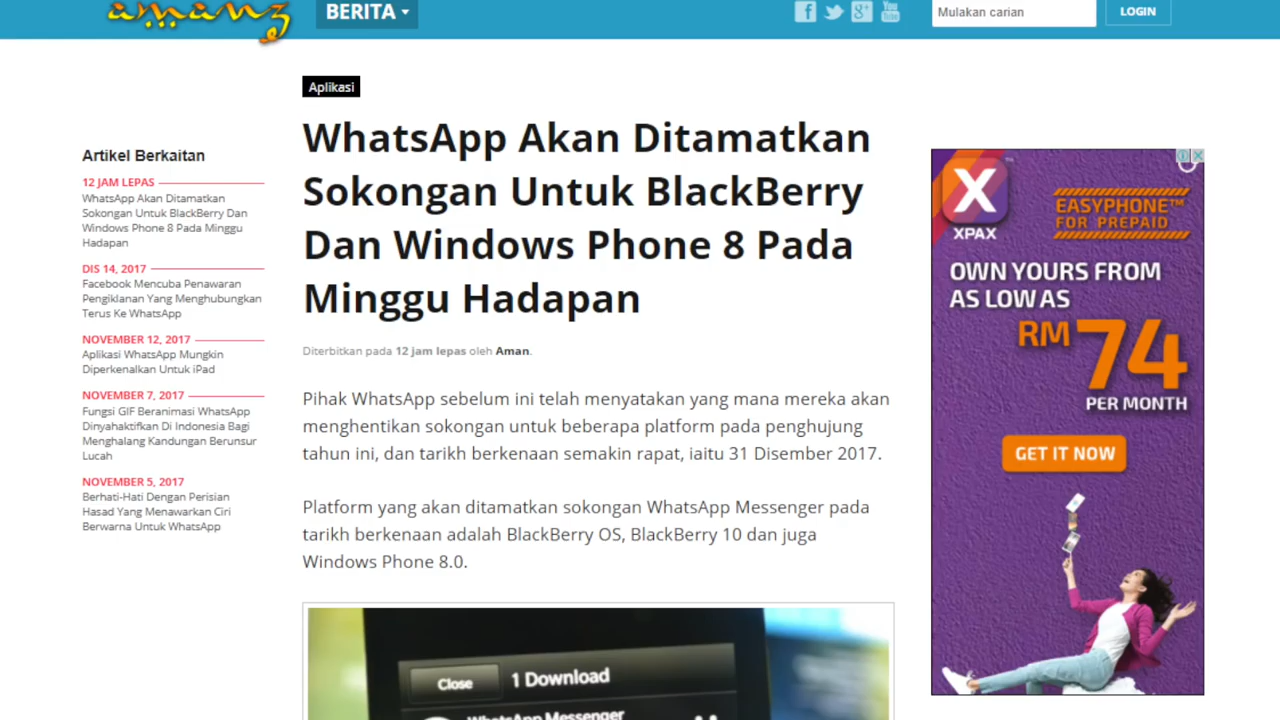 amanz
BERITA
Mulakan carian
LOGIN
Aplikasi
WhatsApp Akan Ditamatkan
Sokongan Untuk BlackBerry
Dan Windows Phone 8 Pada
Minggu Hadapan
Diterbitkan pada 12 jam lepas oleh Aman.
Pihak WhatsApp sebelum ini telah menyatakan yang mana mereka akan
menghentikan sokongan untuk beberapa platform pada penghujung
tahun ini, dan tarikh berkenaan semakin rapat, iaitu 31 Disember 2017.
Platform yang akan ditamatkan sokongan WhatsApp Messenger pada
tarikh berkenaan adalah BlackBerry OS, BlackBerry 10 dan juga
Windows Phone 8.0.
Close
1 Download
WhatsApp Messenger
Artikel Berkaitan
12 JAM LEPAS
WhatsApp Akan Ditamatkan
Sokongan Untuk BlackBerry Dan
Windows Phone 8 Pada Minggu
Hadapan
DIS 14, 2017
Facebook Mencuba Penawaran
Pengiklanan Yang Menghubungkan
Terus Ke WhatsApp
NOVEMBER 12, 2017
Aplikasi WhatsApp Mungkin
Diperkenalkan Untuk iPad
NOVEMBER 7, 2017
Fungsi GIF Beranimasi WhatsApp
Dinyahaktifkan Di Indonesia Bagi
Menghalang Kandungan Berunsur
Lucah
NOVEMBER 5, 2017
Berhati-Hati Dengan Perisian
Hasad Yang Menawarkan Ciri
Berwarna Untuk WhatsApp
X™
XPAX
EASYPHONE™
FOR PREPAID
OWN YOURS FROM
AS LOW AS
RM74
PER MONTH
GET IT NOW